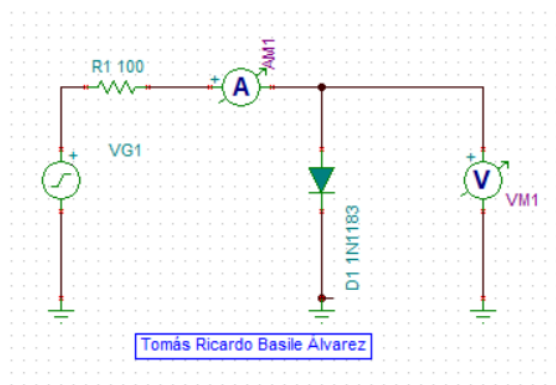 R1 100
AM1
A
VG1
V
VM1
D1 1N1183
Tomás Ricardo Basile Álvarez